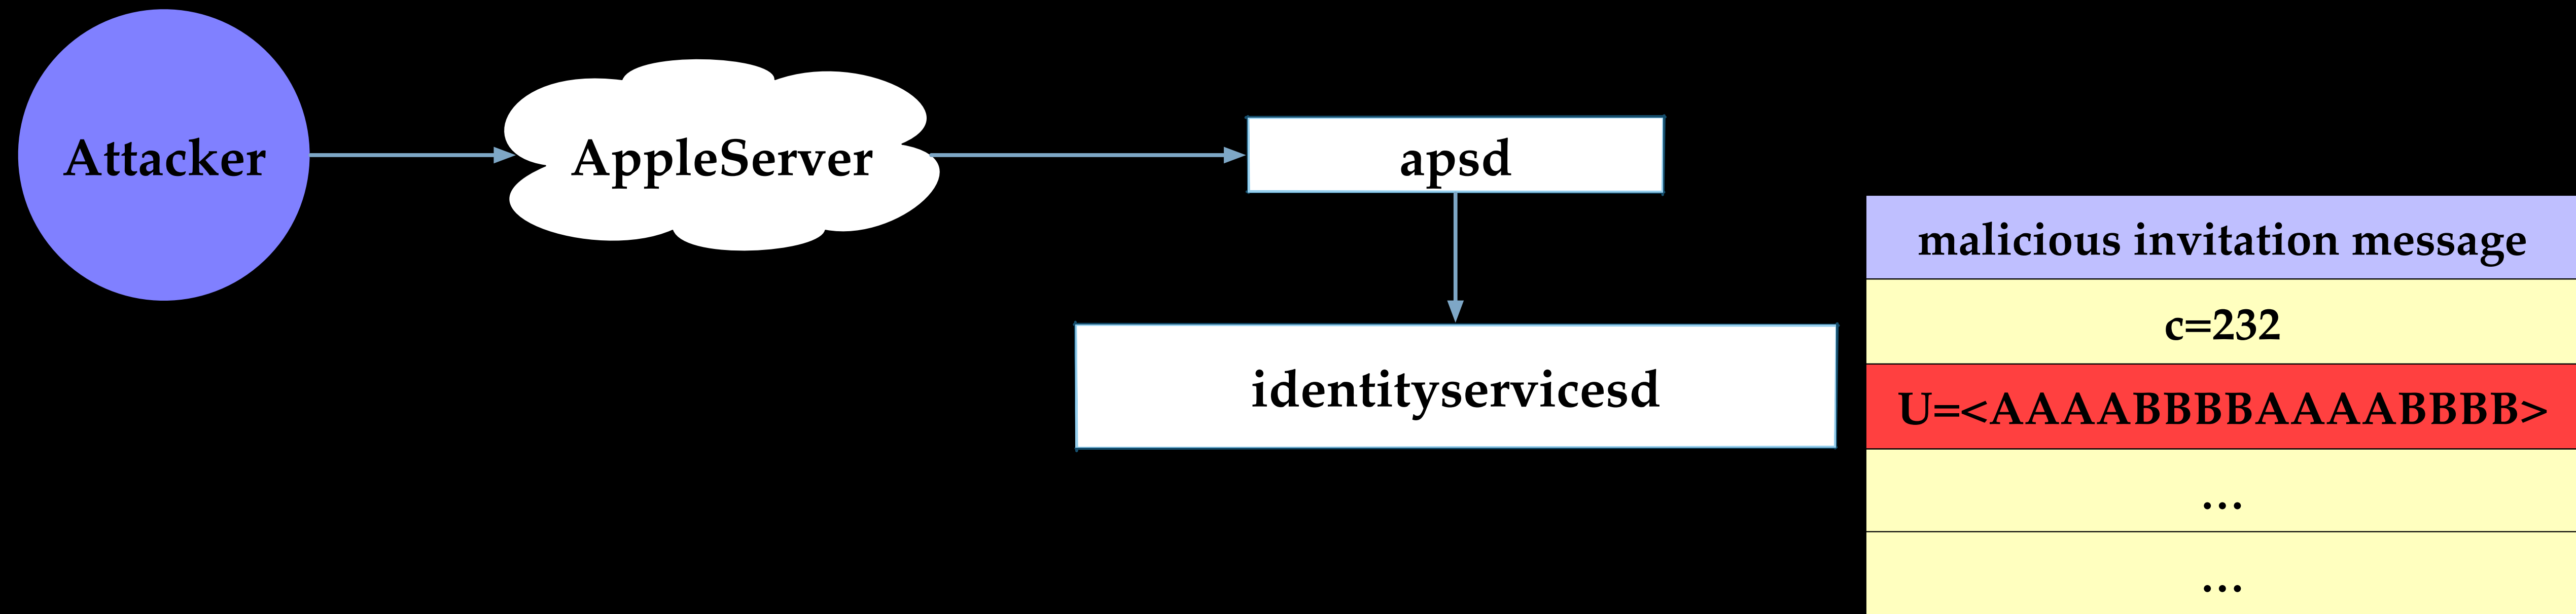 Attacker
AppleServer
apsd
identityservicesd
malicious invitation message
c=232
U=<AAAABBBBAAAABBBB>
...
...